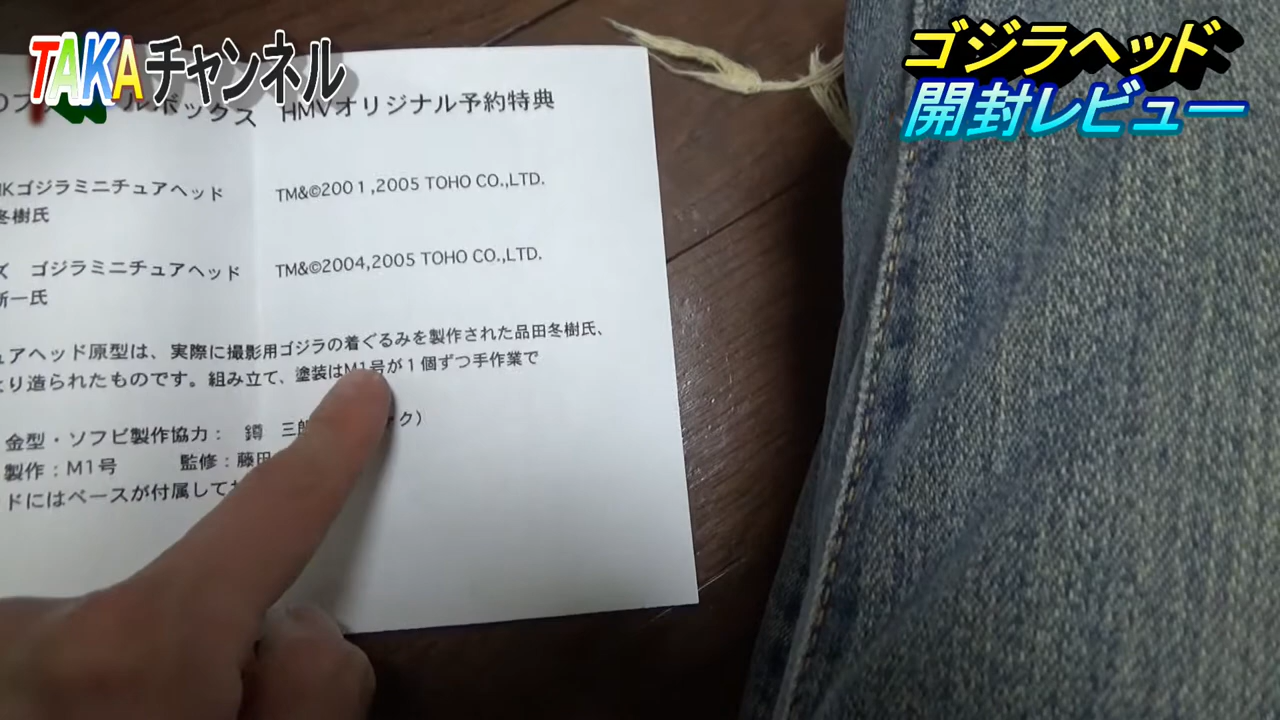 TAKAチャンネル
ゴジラヘッド
開封レビュー
ボックス HMVオリジナル予約特典
Kゴジラミニチュアヘッド TM&©2001,2005 TOHO CO.,LTD.
冬樹氏
ズ ゴジラミニチュアヘッド TM&©2004,2005 TOHO CO.,LTD.
新一氏
ュアヘッド原型は、実際に撮影用ゴジラの着ぐるみを製作された品田冬樹氏、
より造られたものです。組み立て、塗装はM1号が1個ずつ手作業で
金型・ソフビ製作協力： 鐏 三郎 ク）
製作：M1号 監修：藤田
ドにはベースが付属して